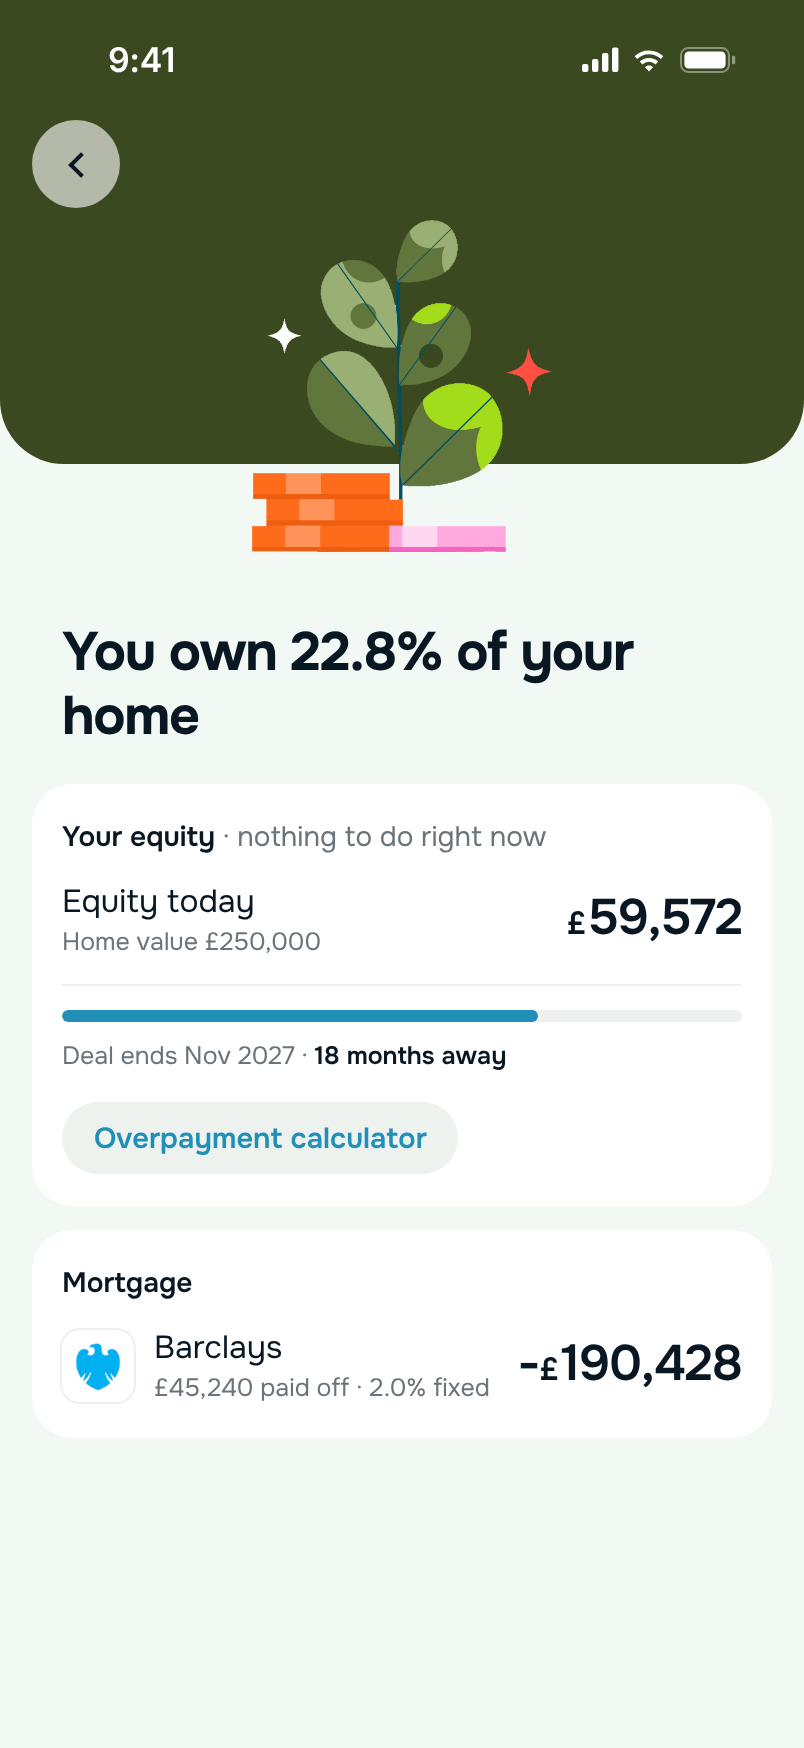 9:41
You own 22.8% of your
home
Your equity · nothing to do right now
Equity today
£59,572
Home value £250,000
Deal ends Nov 2027 · 18 months away
Overpayment calculator
Mortgage
Barclays
-£190,428
£45,240 paid off · 2.0% fixed